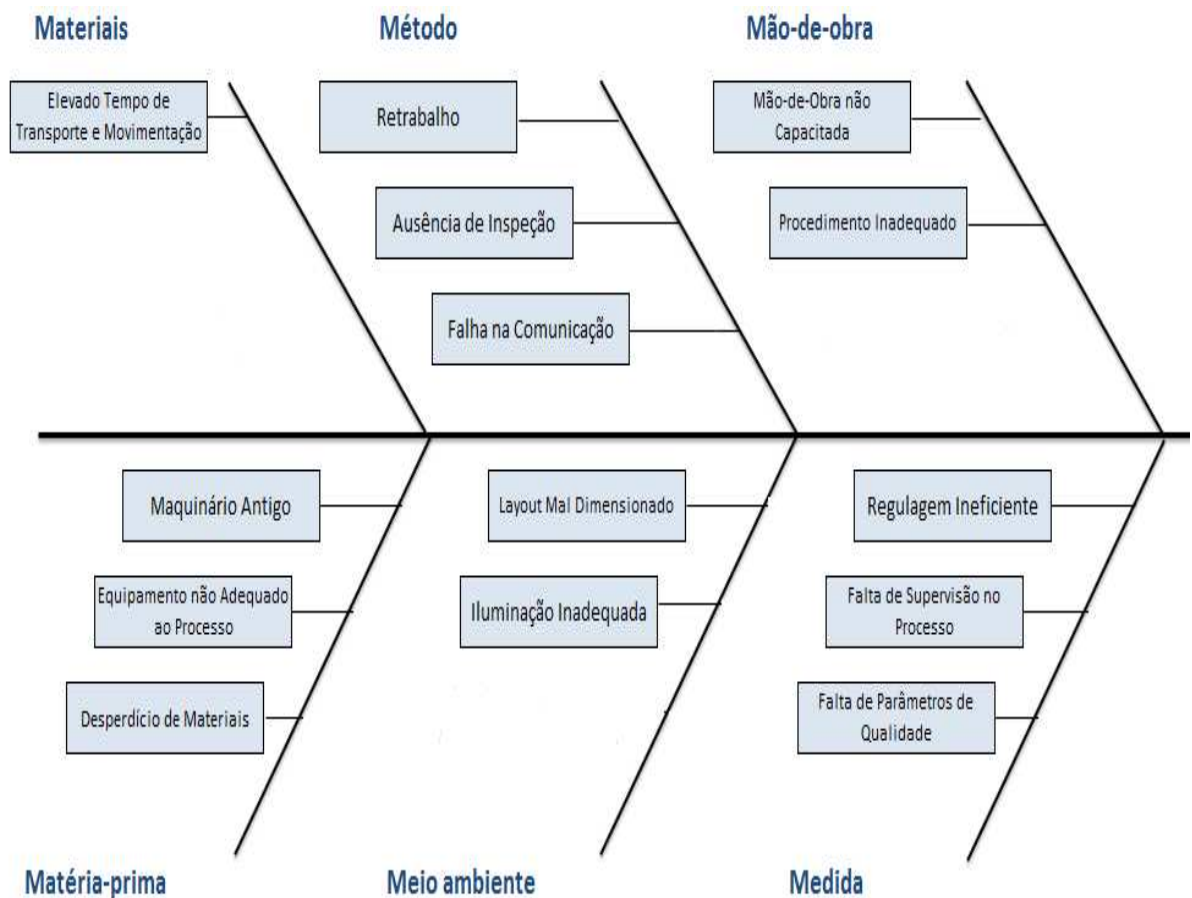 Materiais
Método
Mão-de-obra
Elevado Tempo de
Transporte e Movimentação
Retrabalho
Mão-de-Obra não
Capacitada
Ausência de Inspeção
Procedimento Inadequado
Falha na Comunicação
Maquinário Antigo
Layout Mal Dimensionado
Regulagem Ineficiente
Equipamento não Adequado
ao Processo
Iluminação Inadequada
Falta de Supervisão no
Processo
Desperdício de Materiais
Falta de Parâmetros de
Qualidade
Matéria-prima
Meio ambiente
Medida